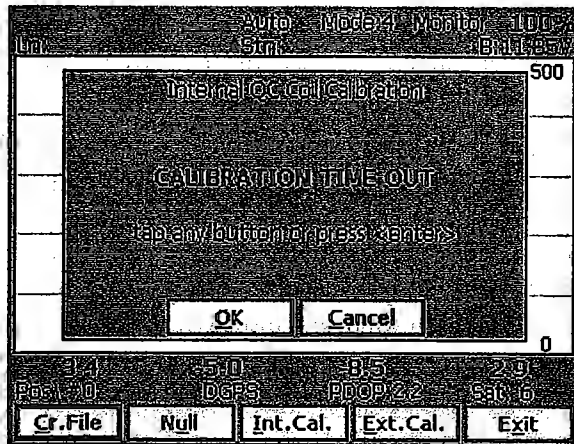 Auto Mode 4 Monitor 100%
Ln: Stn:
500
Internal QC Coil Calibration
CALIBRATION TIME OUT
tap any button or press <enter>
OK Cancel
0
3.4 -5.0 -8.5 2.9
DGPS PDOP 2.2 Sat: 6
Cr.File Null Int.Cal. Ext.Cal. Exit